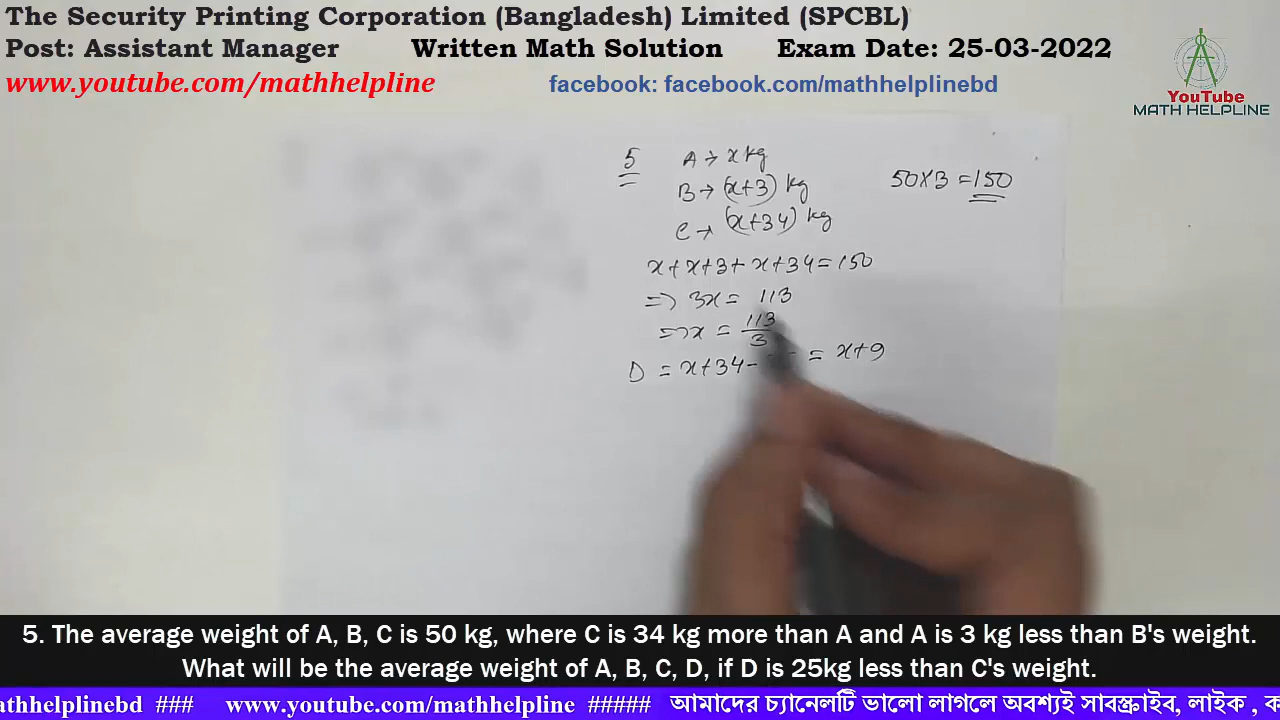 The Security Printing Corporation (Bangladesh) Limited (SPCBL)
Post: Assistant Manager Written Math Solution Exam Date: 25-03-2022
www.youtube.com/mathhelpline facebook: facebook.com/mathhelplinebd
YouTube
MATH HELPLINE
5 A → x kg
B → (x+3) kg
C → (x+34) kg
50×3 = 150
x + x+3 + x+34 = 150
⇒ 3x = 113
⇒ x = 113/3
D = x+34- = x+9
5. The average weight of A, B, C is 50 kg, where C is 34 kg more than A and A is 3 kg less than B's weight.
What will be the average weight of A, B, C, D, if D is 25kg less than C's weight.
athhelplinebd ### www.youtube.com/mathhelpline ##### আমাদের চ্যানেলটি ভালো লাগলে অবশ্যই সাবস্ক্রাইব, লাইক , ক